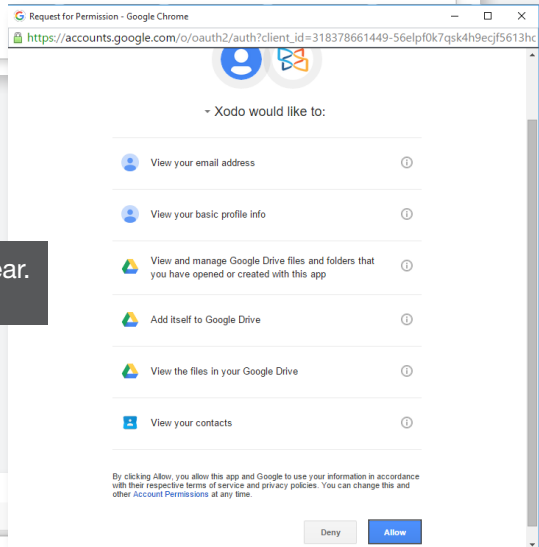 Request for Permission - Google Chrome
https://accounts.google.com/o/oauth2/auth?client_id=318378661449-56elpf0k7qsk4h9ecjf5613hc
Xodo would like to:
View your email address
View your basic profile info
View and manage Google Drive files and folders that
you have opened or created with this app
ear.
Add itself to Google Drive
View the files in your Google Drive
View your contacts
By clicking Allow, you allow this app and Google to use your information in accordance
with their respective terms of service and privacy policies. You can change this and
other Account Permissions at any time.
Deny
Allow